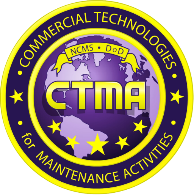 COMMERCIAL TECHNOLOGIES
NCMS • DoD
CTMA
for MAINTENANCE ACTIVITIES